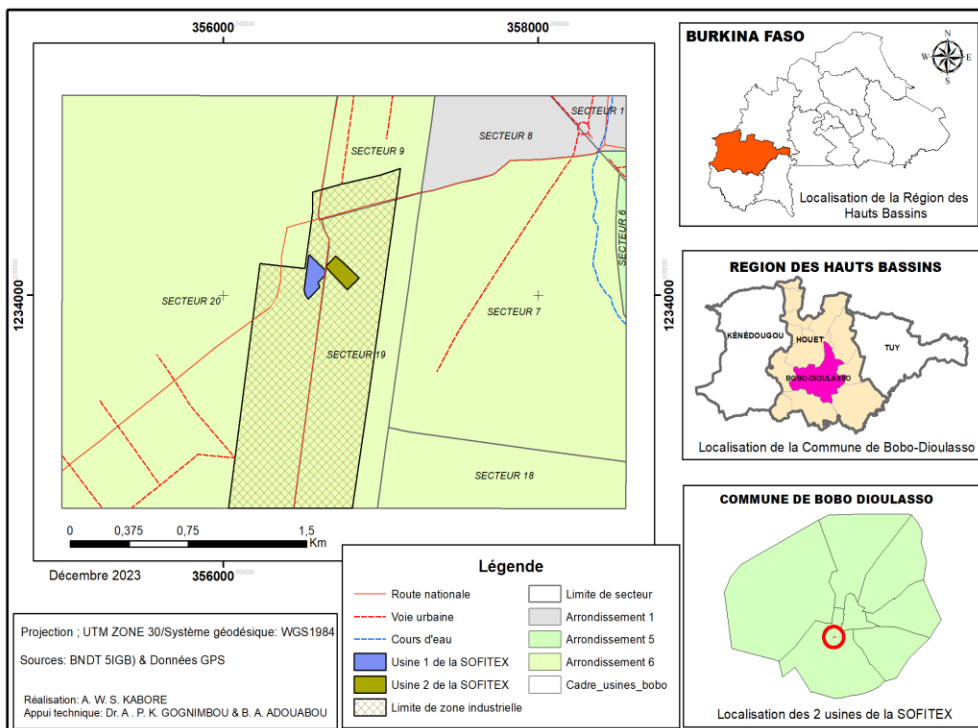 356000
358000
1234000
1234000
356000
SECTEUR 1
SECTEUR 8
SECTEUR 9
SECTEUR 6
SECTEUR 20
SECTEUR 7
SECTEUR 19
SECTEUR 18
0 0,375 0,75 1,5
Km
Décembre 2023
Projection ; UTM ZONE 30/Système géodésique: WGS1984
Sources: BNDT 5IGB) & Données GPS
Réalisation: A. W. S. KABORE
Appui technique: Dr. A . P. K. GOGNIMBOU & B. A. ADOUABOU
Légende
Route nationale
Voie urbaine
Cours d'eau
Usine 1 de la SOFITEX
Usine 2 de la SOFITEX
Limite de zone industrielle
Limite de secteur
Arrondissement 1
Arrondissement 5
Arrondissement 6
Cadre_usines_bobo
BURKINA FASO
N
W E
S
Localisation de la Région des
Hauts Bassins
REGION DES HAUTS BASSINS
KÉNÉDOUGOU
HOUET
TUY
BOBO-DIOULASSO
Localisation de la Commune de Bobo-Dioulasso
COMMUNE DE BOBO DIOULASSO
Localisation des 2 usines de la SOFITEX